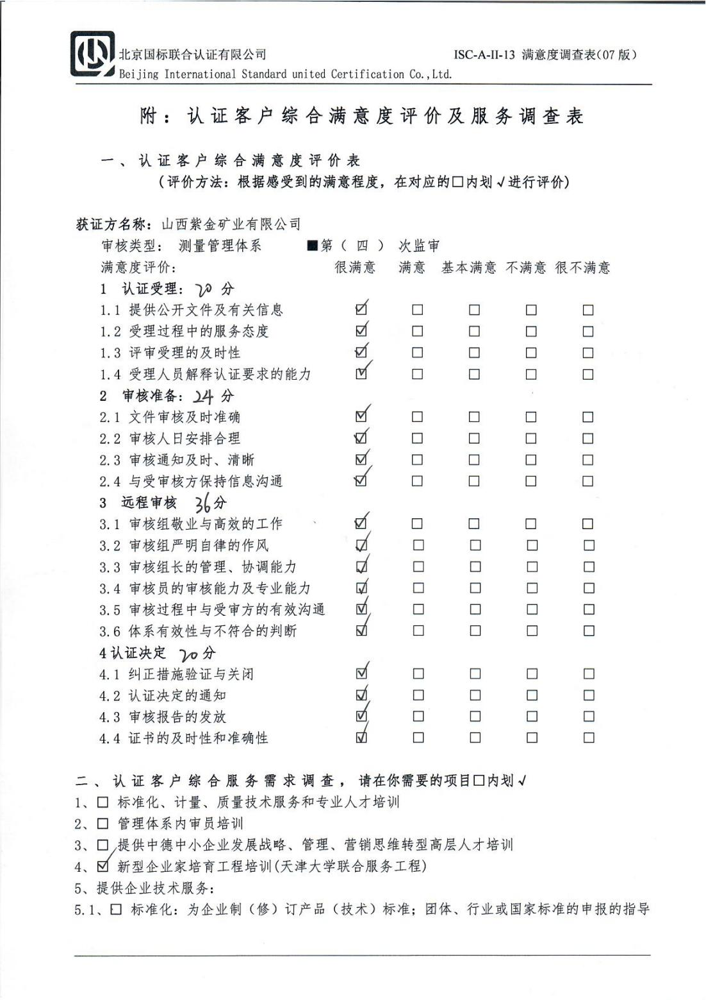 北京国标联合认证有限公司 ISC-A-II-13 满意度调查表(07 版)
Beijing International Standard united Certification Co.,Ltd.
附：认证客户综合满意度评价及服务调查表
一、认证客户综合满意度评价表
(评价方法：根据感受到的满意程度，在对应的□内划√进行评价)
获证方名称：山西紫金矿业有限公司
审核类型： 测量管理体系 ■第（ 四 ） 次监审
满意度评价： 很满意 满意 基本满意 不满意 很不满意
1 认证受理：20 分
1.1 提供公开文件及有关信息 ☑ □ □ □ □
1.2 受理过程中的服务态度 ☑ □ □ □ □
1.3 评审受理的及时性 ☑ □ □ □ □
1.4 受理人员解释认证要求的能力 ☑ □ □ □ □
2 审核准备：24 分
2.1 文件审核及时准确 ☑ □ □ □ □
2.2 审核人日安排合理 ☑ □ □ □ □
2.3 审核通知及时、清晰 ☑ □ □ □ □
2.4 与受审核方保持信息沟通 ☑ □ □ □ □
3 远程审核 36分
3.1 审核组敬业与高效的工作 ☑ □ □ □ □
3.2 审核组严明自律的作风 ☑ □ □ □ □
3.3 审核组长的管理、协调能力 ☑ □ □ □ □
3.4 审核员的审核能力及专业能力 ☑ □ □ □ □
3.5 审核过程中与受审方的有效沟通 ☑ □ □ □ □
3.6 体系有效性与不符合的判断 ☑ □ □ □ □
4认证决定 20分
4.1 纠正措施验证与关闭 ☑ □ □ □ □
4.2 认证决定的通知 ☑ □ □ □ □
4.3 审核报告的发放 ☑ □ □ □ □
4.4 证书的及时性和准确性 ☑ □ □ □ □
二、认证客户综合服务需求调查，请在你需要的项目□内划√
1、□ 标准化、计量、质量技术服务和专业人才培训
2、□ 管理体系内审员培训
3、□ 提供中德中小企业发展战略、管理、营销思维转型高层人才培训
4、☑ 新型企业家培育工程培训(天津大学联合服务工程)
5、提供企业技术服务：
5.1、□ 标准化：为企业制（修）订产品（技术）标准；团体、行业或国家标准的申报的指导